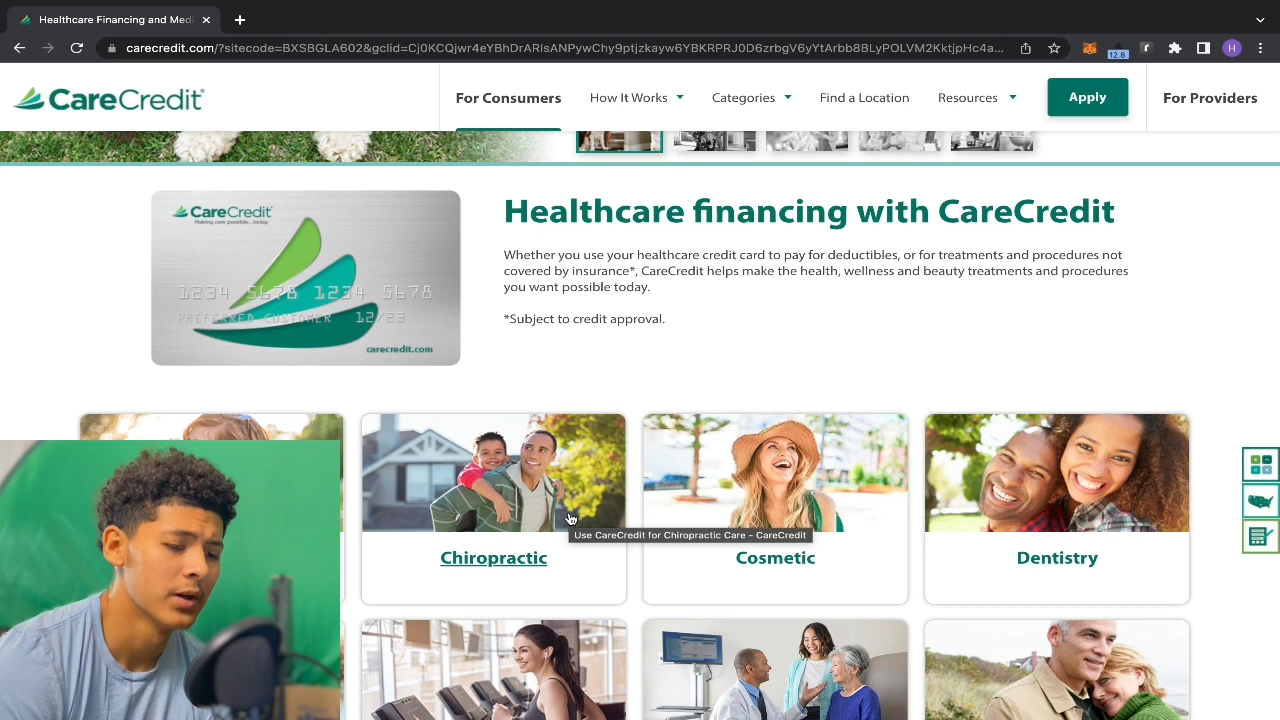 Healthcare Financing and Medi
carecredit.com/?sitecode=BXSBGLA602&gclid=Cj0KCQjwr4eYBhDrARIsANPywChy9ptjzkayw6YBKRPRJ0D6zrbgV6yYtArbb8BLyPOLVM2KktjpHc4a...
12.8
H
CareCredit
For Consumers
How It Works
Categories
Find a Location
Resources
Apply
For Providers
CareCredit
Making care possible...today.
1234 5678 1234 5678
PREFERRED CUSTOMER 12/23
carecredit.com
Healthcare financing with CareCredit
Whether you use your healthcare credit card to pay for deductibles, or for treatments and procedures not
covered by insurance*, CareCredit helps make the health, wellness and beauty treatments and procedures
you want possible today.
*Subject to credit approval.
Use CareCredit for Chiropractic Care - CareCredit
Chiropractic
Cosmetic
Dentistry